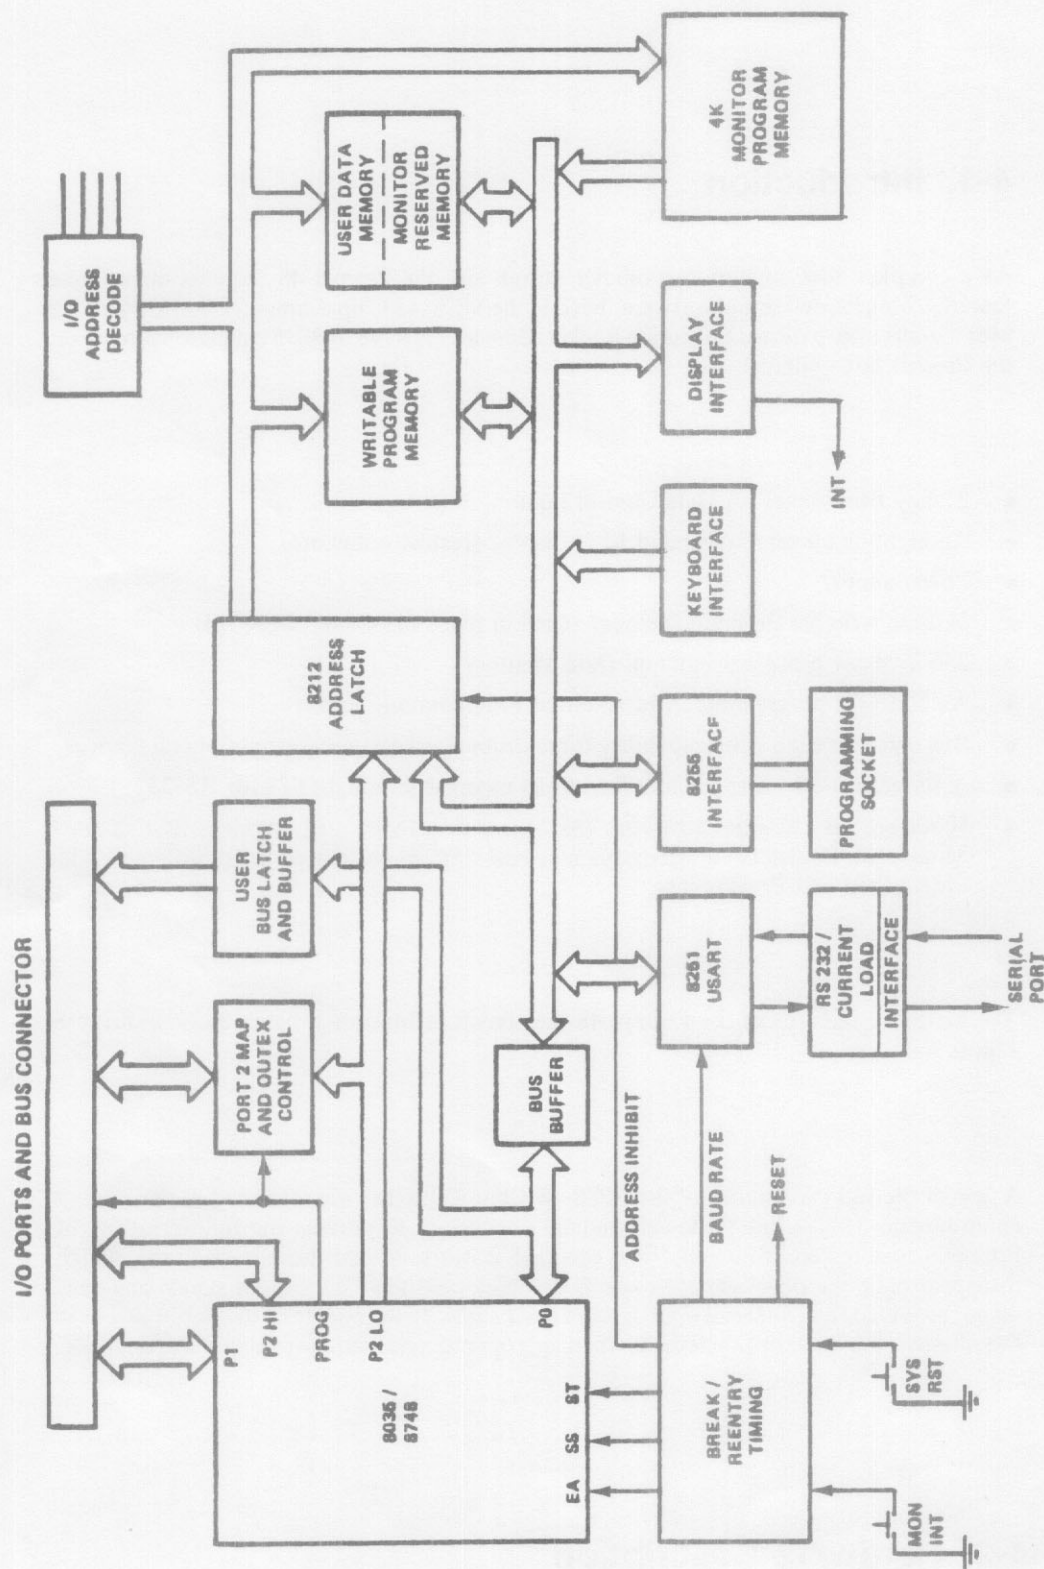 I/O PORTS AND BUS CONNECTOR
I/O
ADDRESS
DECODE
PORT 2 MAP
AND OUTEX
CONTROL
USER
BUS LATCH
AND BUFFER
8212
ADDRESS
LATCH
WRITABLE
PROGRAM
MEMORY
USER DATA
MEMORY
MONITOR
RESERVED
MEMORY
P1
P2 HI
PROG
P2 LO
P0
8035/
8748
EA
SS
ST
BUS
BUFFER
ADDRESS INHIBIT
BAUD RATE
RESET
BREAK/
REENTRY
TIMING
MON
INT
SYS
RST
8251
USART
RS 232/
CURRENT
LOAD
INTERFACE
SERIAL
PORT
8255
INTERFACE
PROGRAMMING
SOCKET
KEYBOARD
INTERFACE
DISPLAY
INTERFACE
INT
4K
MONITOR
PROGRAM
MEMORY